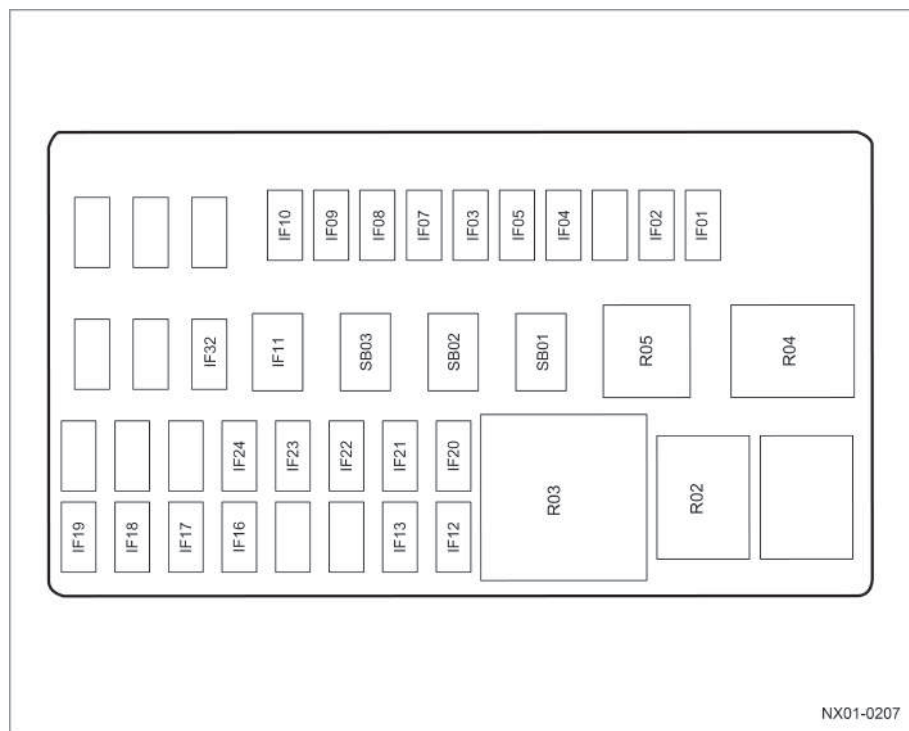 IF10 IF09 IF08 IF07 IF03 IF05 IF04 IF02 IF01
IF32 IF11 SB03 SB02 SB01 R05 R04
IF24 IF23 IF22 IF21 IF20
R03 R02
IF19 IF18 IF17 IF16 IF13 IF12
NX01-0207